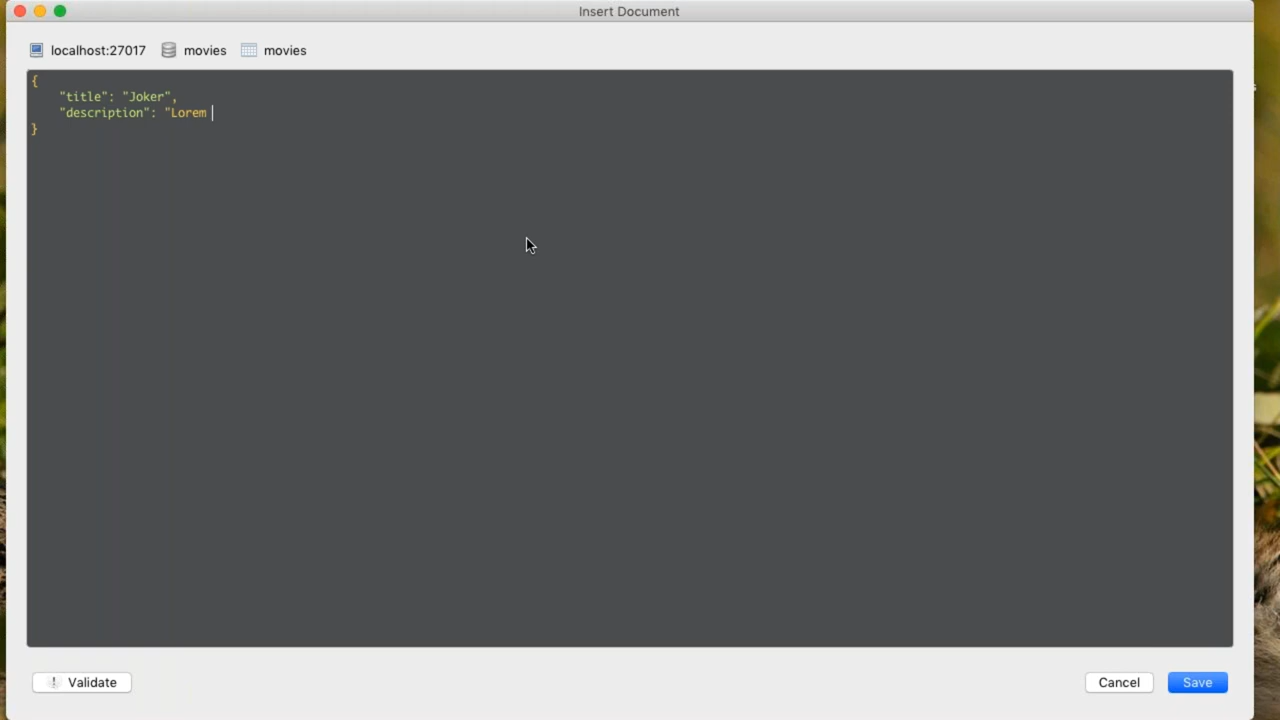 Insert Document
localhost:27017 movies movies
{
"title": "Joker",
"description": "Lorem
}
Validate Cancel Save